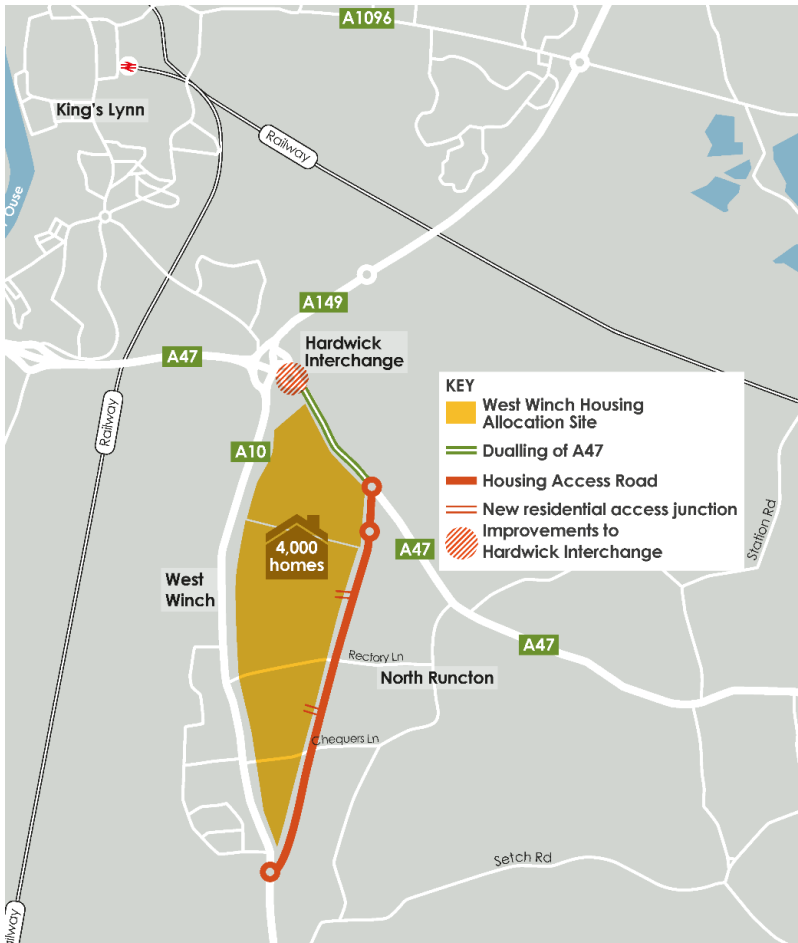 A1096
King's Lynn
Railway
Ouse
A149
Hardwick
Interchange
A47
KEY
West Winch Housing
Allocation Site
Dualling of A47
Housing Access Road
New residential access junction
Improvements to
Hardwick Interchange
Railway
A10
Station Rd
4,000
homes
A47
West
Winch
A47
Rectory Ln
North Runcton
Chequers Ln
Setch Rd
ilway